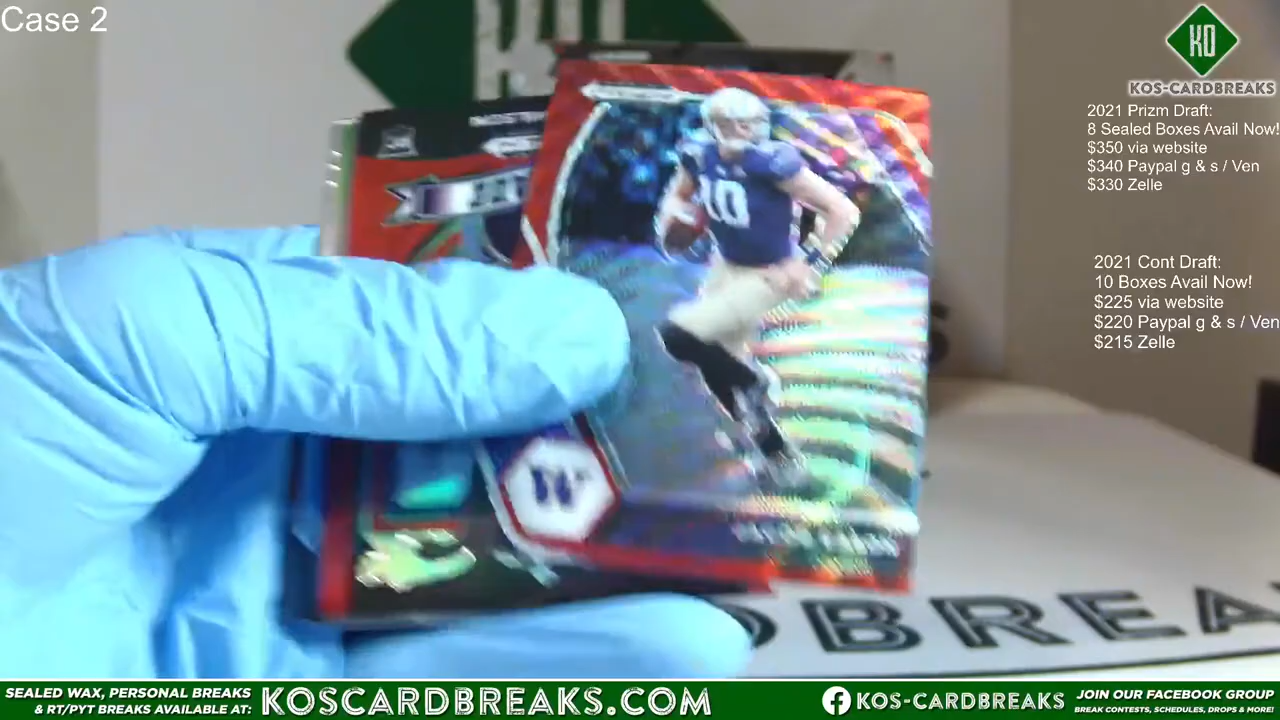 Case 2
KO
KOS-CARDBREAKS
2021 Prizm Draft:
8 Sealed Boxes Avail Now!
$350 via website
$340 Paypal g & s / Ven
$330 Zelle
2021 Cont Draft:
10 Boxes Avail Now!
$225 via website
$220 Paypal g & s / Ven
$215 Zelle
10
W
DBREA
SEALED WAX, PERSONAL BREAKS
& RT/PYT BREAKS AVAILABLE AT:
KOSCARDBREAKS.COM
KOS-CARDBREAKS
JOIN OUR FACEBOOK GROUP
BREAK CONTESTS, SCHEDULES, DROPS & MORE!